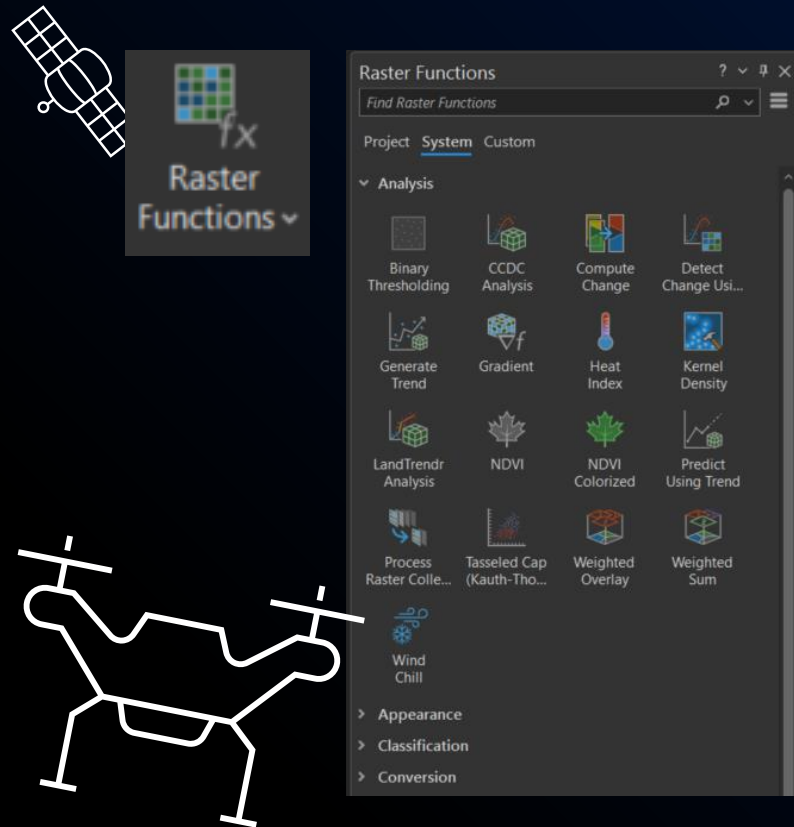 fx
Raster
Functions
Raster Functions
?
Find Raster Functions
Project System Custom
Analysis
Binary
Thresholding
CCDC
Analysis
Compute
Change
Detect
Change Usi...
Generate
Trend
f
Gradient
Heat
Index
Kernel
Density
LandTrendr
Analysis
NDVI
NDVI
Colorized
Predict
Using Trend
Process
Raster Colle...
Tasseled Cap
(Kauth-Tho...
Weighted
Overlay
Weighted
Sum
Wind
Chill
Appearance
Classification
Conversion